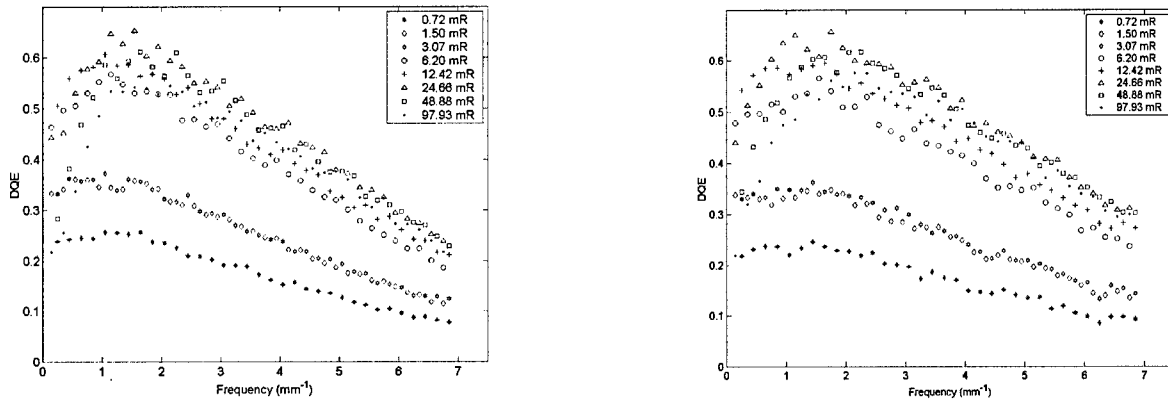 0.6
0.5
0.4
0.3
0.2
0.1
0
DQE
0 1 2 3 4 5 6 7
Frequency (mm-1)
0.72 mR
1.50 mR
3.07 mR
6.20 mR
12.42 mR
24.66 mR
48.88 mR
97.93 mR
0.6
0.5
0.4
0.3
0.2
0.1
0
DQE
0 1 2 3 4 5 6 7
Frequency (mm-1)
0.72 mR
1.50 mR
3.07 mR
6.20 mR
12.42 mR
24.66 mR
48.88 mR
97.93 mR